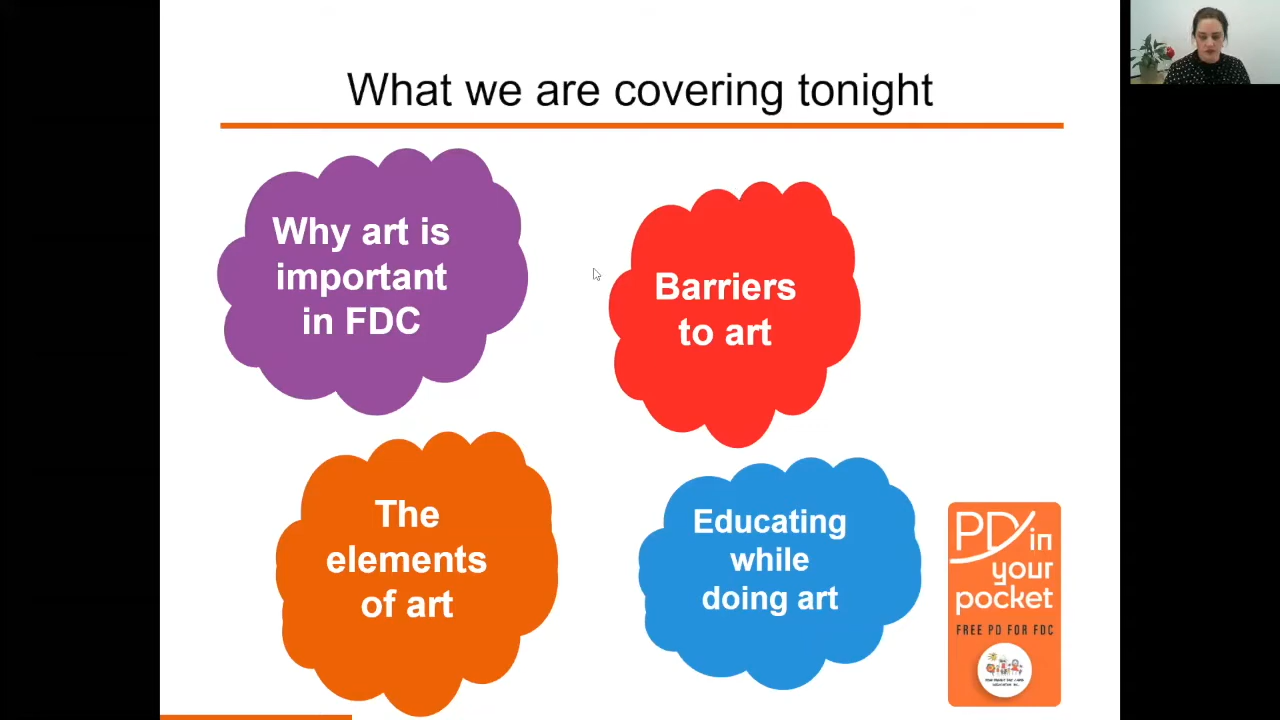 What we are covering tonight
Why art is
important
in FDC
Barriers
to art
The
elements
of art
Educating
while
doing art
PD in
your
pocket
FREE PD FOR FDC